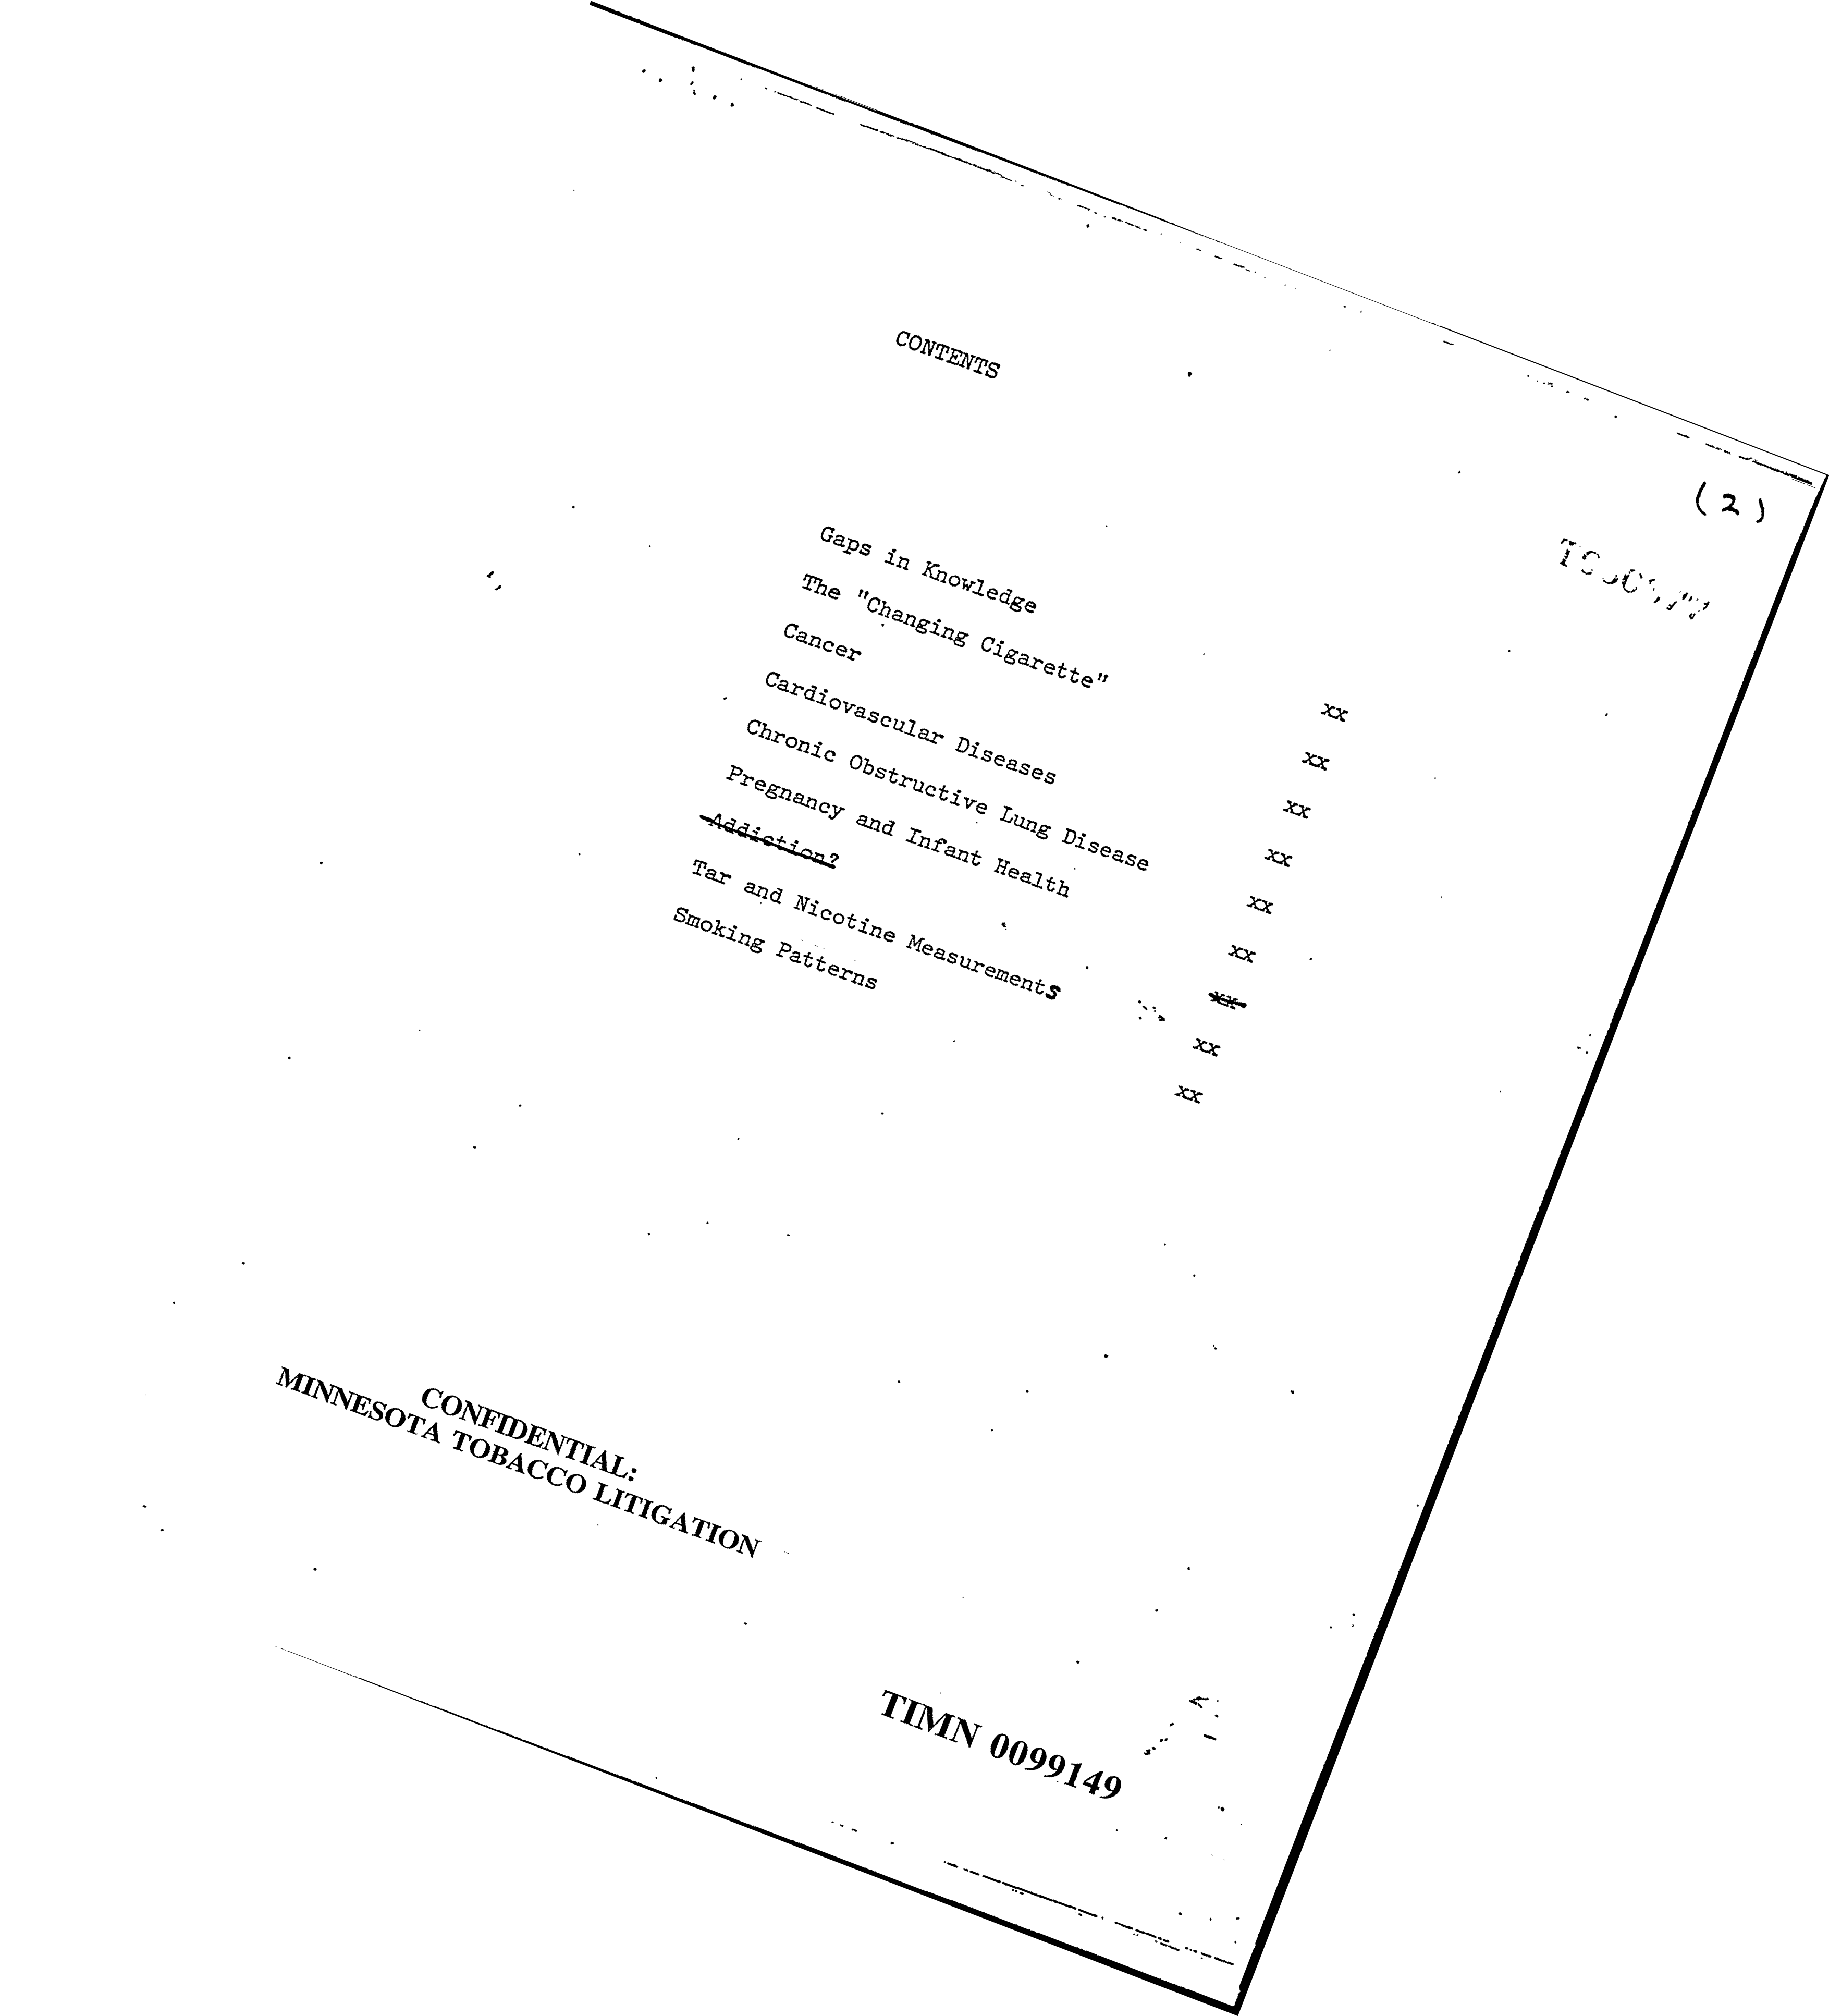 (2)
CONTENTS
Gaps in Knowledge xx
The "Changing Cigarette" xx
Cancer xx
Cardiovascular Diseases xx
Chronic Obstructive Lung Disease xx
Pregnancy and Infant Health xx
Addiction? xx
Tar and Nicotine Measurements xx
Smoking Patterns xx
CONFIDENTIAL:
MINNESOTA TOBACCO LITIGATION
TIMN 0099149